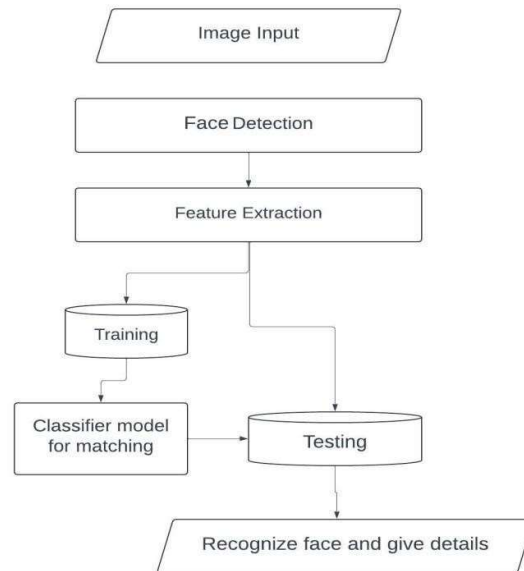 Image Input
Face Detection
Feature Extraction
Training
Classifier model
for matching
Testing
Recognize face and give details